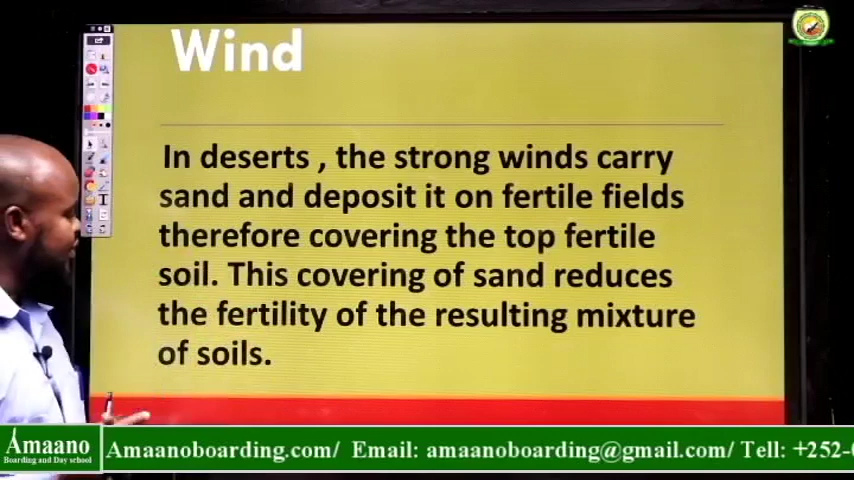 Wind
In deserts , the strong winds carry
sand and deposit it on fertile fields
therefore covering the top fertile
soil. This covering of sand reduces
the fertility of the resulting mixture
of soils.
Amaano
Boarding and Day school
Amaanoboarding.com/ Email: amaanoboarding@gmail.com/ Tell: +252-